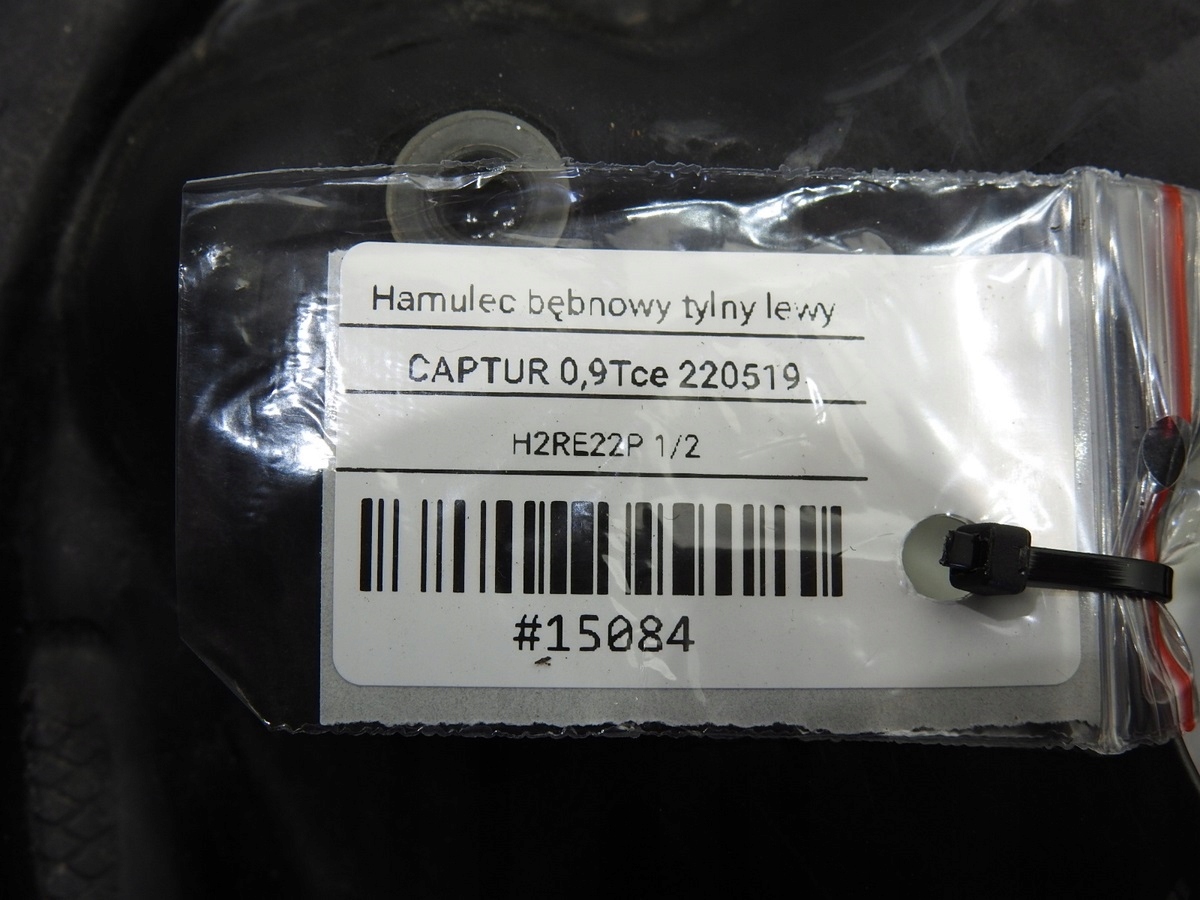 Hamulec bębnowy tylny lewy
CAPTUR 0,9Tce 220519
H2RE22P 1/2
#15084